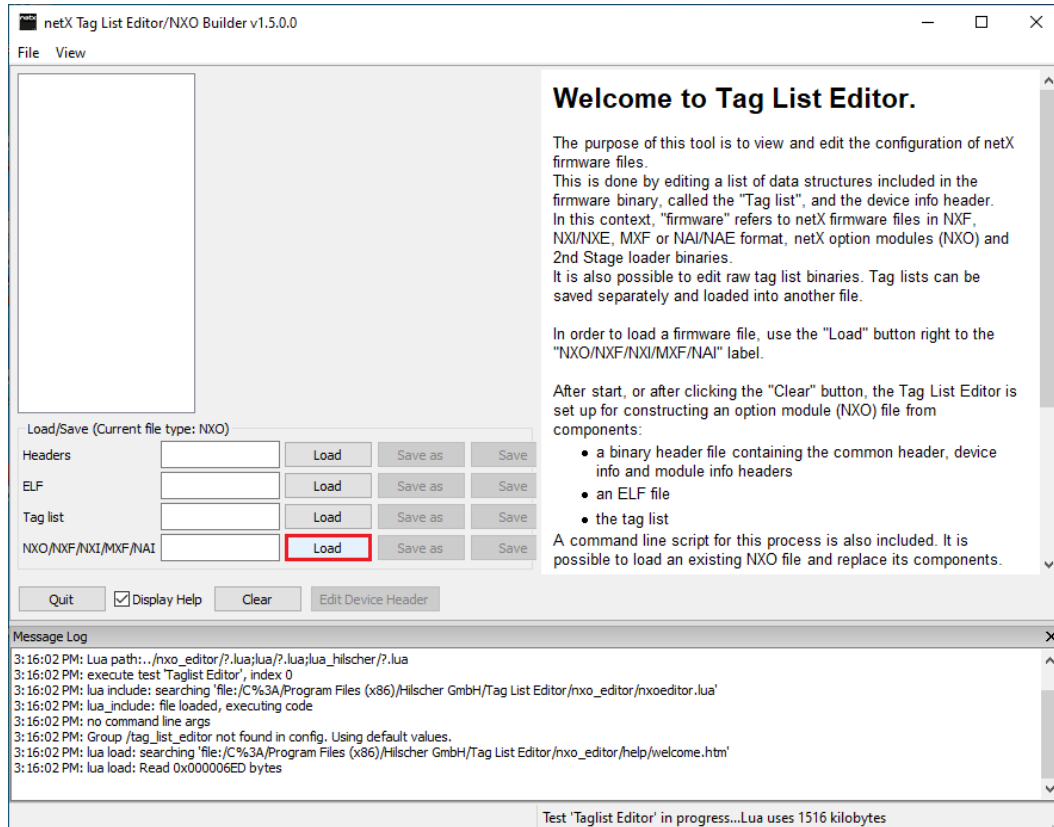 netX Tag List Editor/NXO Builder v1.5.0.0
File View
Welcome to Tag List Editor.
The purpose of this tool is to view and edit the configuration of netX
firmware files.
This is done by editing a list of data structures included in the
firmware binary, called the "Tag list", and the device info header.
In this context, "firmware" refers to netX firmware files in NXF,
NXI/NXE, MXF or NAI/NAE format, netX option modules (NXO) and
2nd Stage loader binaries.
It is also possible to edit raw tag list binaries. Tag lists can be
saved separately and loaded into another file.
In order to load a firmware file, use the "Load" button right to the
"NXO/NXF/NXI/MXF/NAI" label.
After start, or after clicking the "Clear" button, the Tag List Editor is
set up for constructing an option module (NXO) file from
components:
• a binary header file containing the common header, device
info and module info headers
• an ELF file
• the tag list
A command line script for this process is also included. It is
possible to load an existing NXO file and replace its components.
Load/Save (Current file type: NXO)
Headers Load Save as Save
ELF Load Save as Save
Tag list Load Save as Save
NXO/NXF/NXI/MXF/NAI Load Save as Save
Quit Display Help Clear Edit Device Header
Message Log
3:16:02 PM: Lua path:../nxo_editor/?.lua;lua/?.lua;lua_hilscher/?.lua
3:16:02 PM: execute test 'Taglist Editor', index 0
3:16:02 PM: lua include: searching 'file:/C%3A/Program Files (x86)/Hilscher GmbH/Tag List Editor/nxo_editor/nxoeditor.lua'
3:16:02 PM: lua_include: file loaded, executing code
3:16:02 PM: no command line args
3:16:02 PM: Group /tag_list_editor not found in config. Using default values.
3:16:02 PM: lua load: searching 'file:/C%3A/Program Files (x86)/Hilscher GmbH/Tag List Editor/nxo_editor/help/welcome.htm'
3:16:02 PM: lua load: Read 0x000006ED bytes
Test 'Taglist Editor' in progress...Lua uses 1516 kilobytes